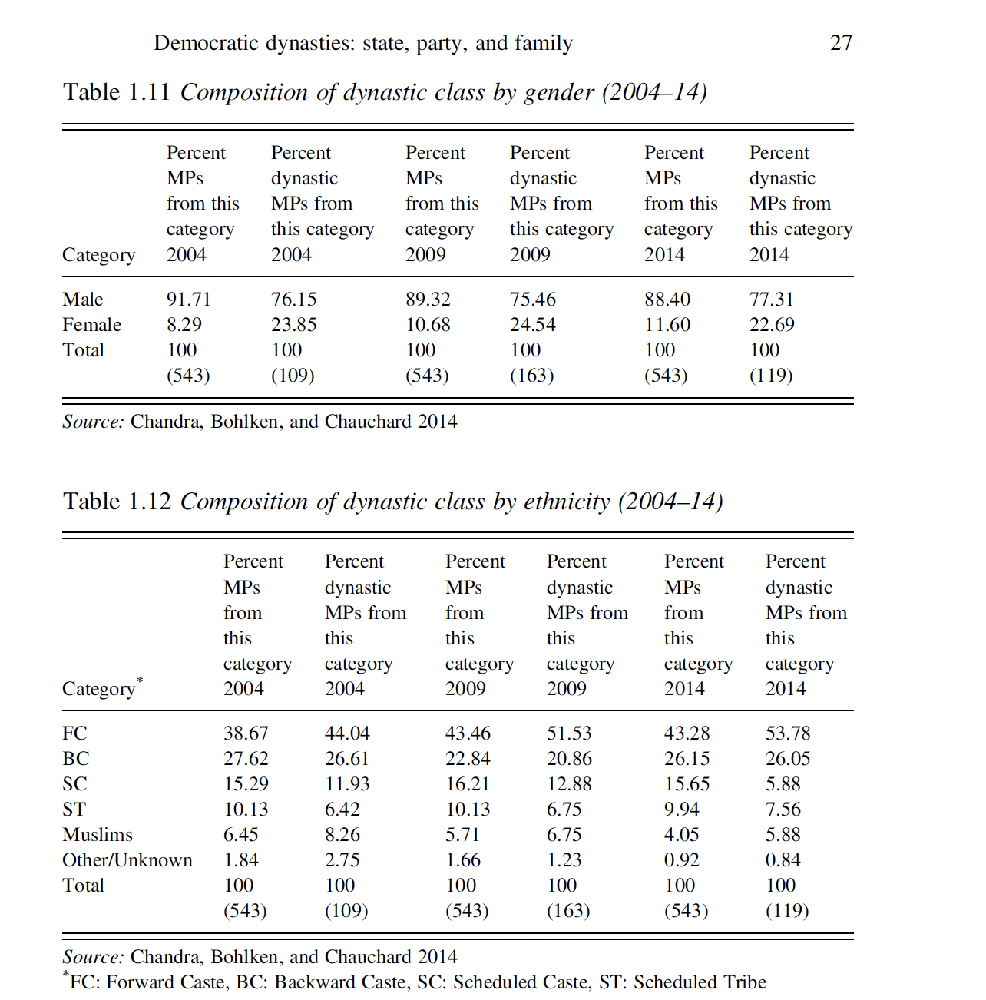 Democratic dynasties: state, party, and family 27
Table 1.11 Composition of dynastic class by gender (2004–14)
Percent Percent Percent Percent Percent Percent
MPs dynastic MPs dynastic MPs dynastic
from this MPs from from this MPs from from this MPs from
category this category category this category category this category
Category 2004 2004 2009 2009 2014 2014
Male 91.71 76.15 89.32 75.46 88.40 77.31
Female 8.29 23.85 10.68 24.54 11.60 22.69
Total 100 100 100 100 100 100
(543) (109) (543) (163) (543) (119)
Source: Chandra, Bohlken, and Chauchard 2014
Table 1.12 Composition of dynastic class by ethnicity (2004–14)
Percent Percent Percent Percent Percent Percent
MPs dynastic MPs dynastic MPs dynastic
from MPs from from MPs from from MPs from
this this this this this this
category category category category category category
Category* 2004 2004 2009 2009 2014 2014
FC 38.67 44.04 43.46 51.53 43.28 53.78
BC 27.62 26.61 22.84 20.86 26.15 26.05
SC 15.29 11.93 16.21 12.88 15.65 5.88
ST 10.13 6.42 10.13 6.75 9.94 7.56
Muslims 6.45 8.26 5.71 6.75 4.05 5.88
Other/Unknown 1.84 2.75 1.66 1.23 0.92 0.84
Total 100 100 100 100 100 100
(543) (109) (543) (163) (543) (119)
Source: Chandra, Bohlken, and Chauchard 2014
*FC: Forward Caste, BC: Backward Caste, SC: Scheduled Caste, ST: Scheduled Tribe